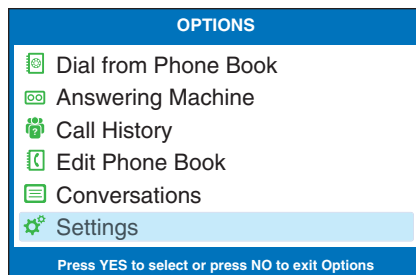 OPTIONS
Dial from Phone Book
Answering Machine
Call History
Edit Phone Book
Conversations
Settings
Press YES to select or press NO to exit Options